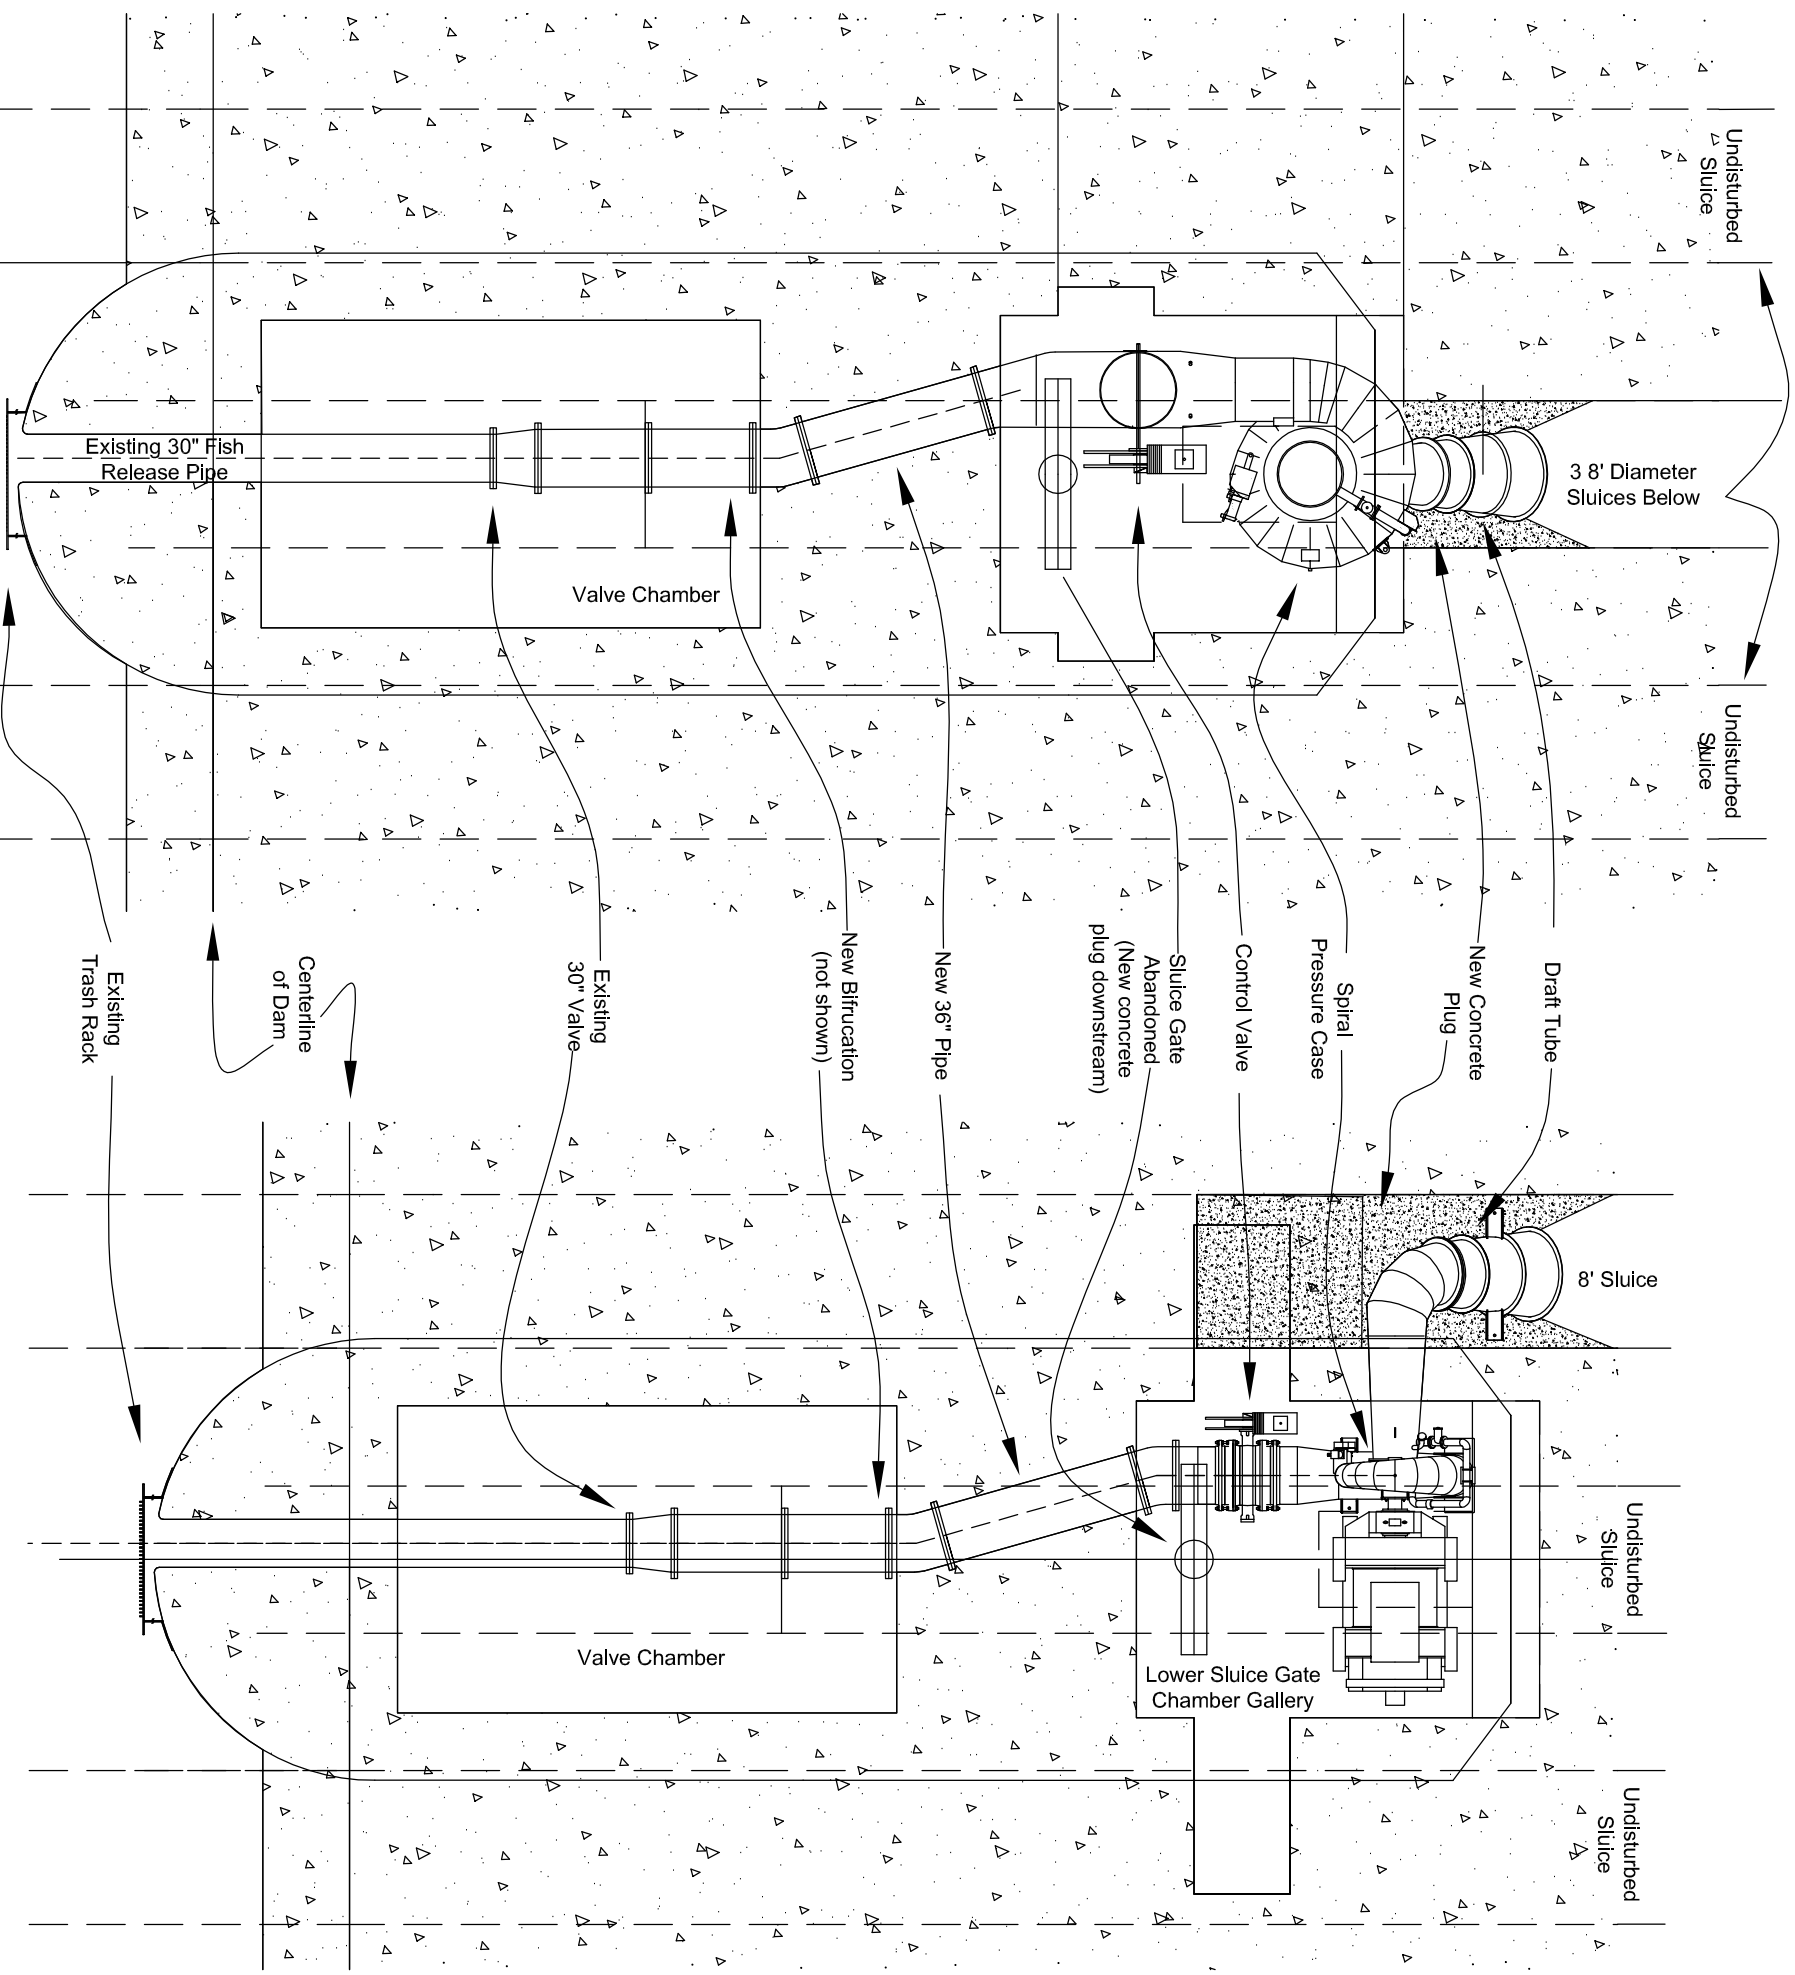 Undisturbed
Sluice
Existing 30" Fish
Release Pipe
3 8' Diameter
Sluices Below
Valve Chamber
Undisturbed
Sluice
Existing
Trash Rack
Centerline
of Dam
Existing
30" Valve
New Bifrucation
(not shown)
New 36" Pipe
Sluice Gate
Abandoned
(New concrete
plug downstream)
Control Valve
Spiral
Pressure Case
New Concrete
Plug
Draft Tube
8' Sluice
Undisturbed
Sluice
Valve Chamber
Lower Sluice Gate
Chamber Gallery
Undisturbed
Sluice